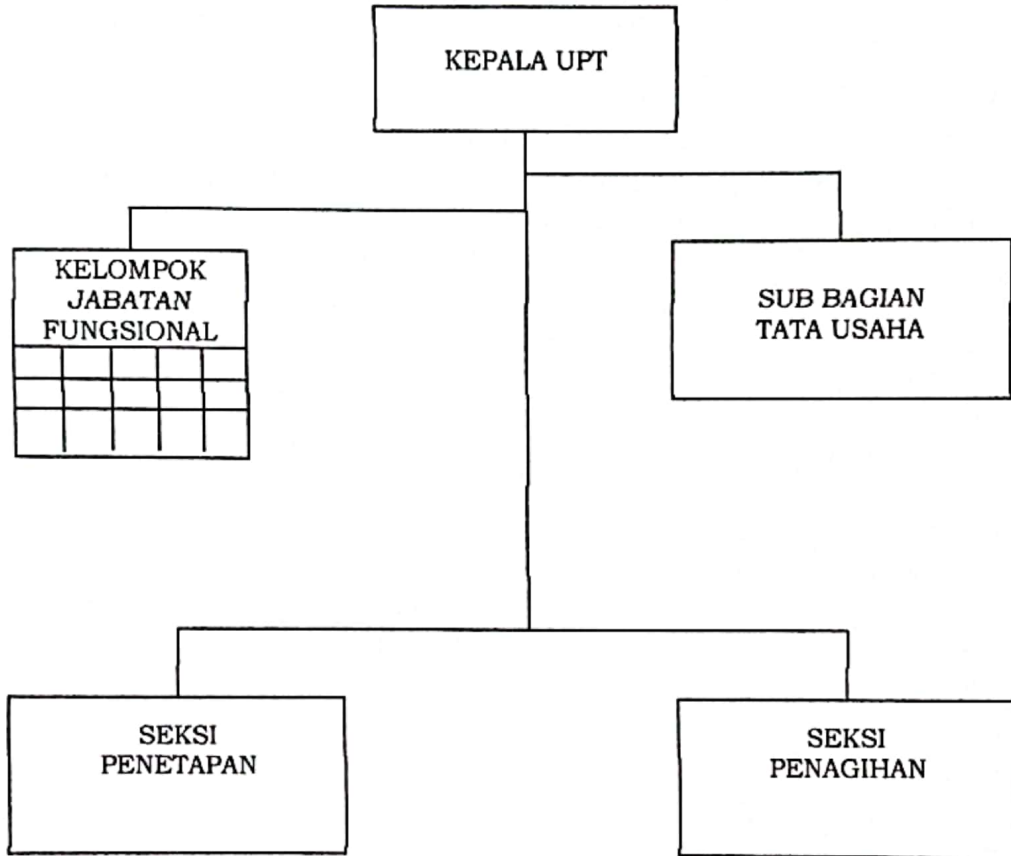 KEPALA UPT
KELOMPOK
JABATAN
FUNGSIONAL
SUB BAGIAN
TATA USAHA
SEKSI
PENETAPAN
SEKSI
PENAGIHAN